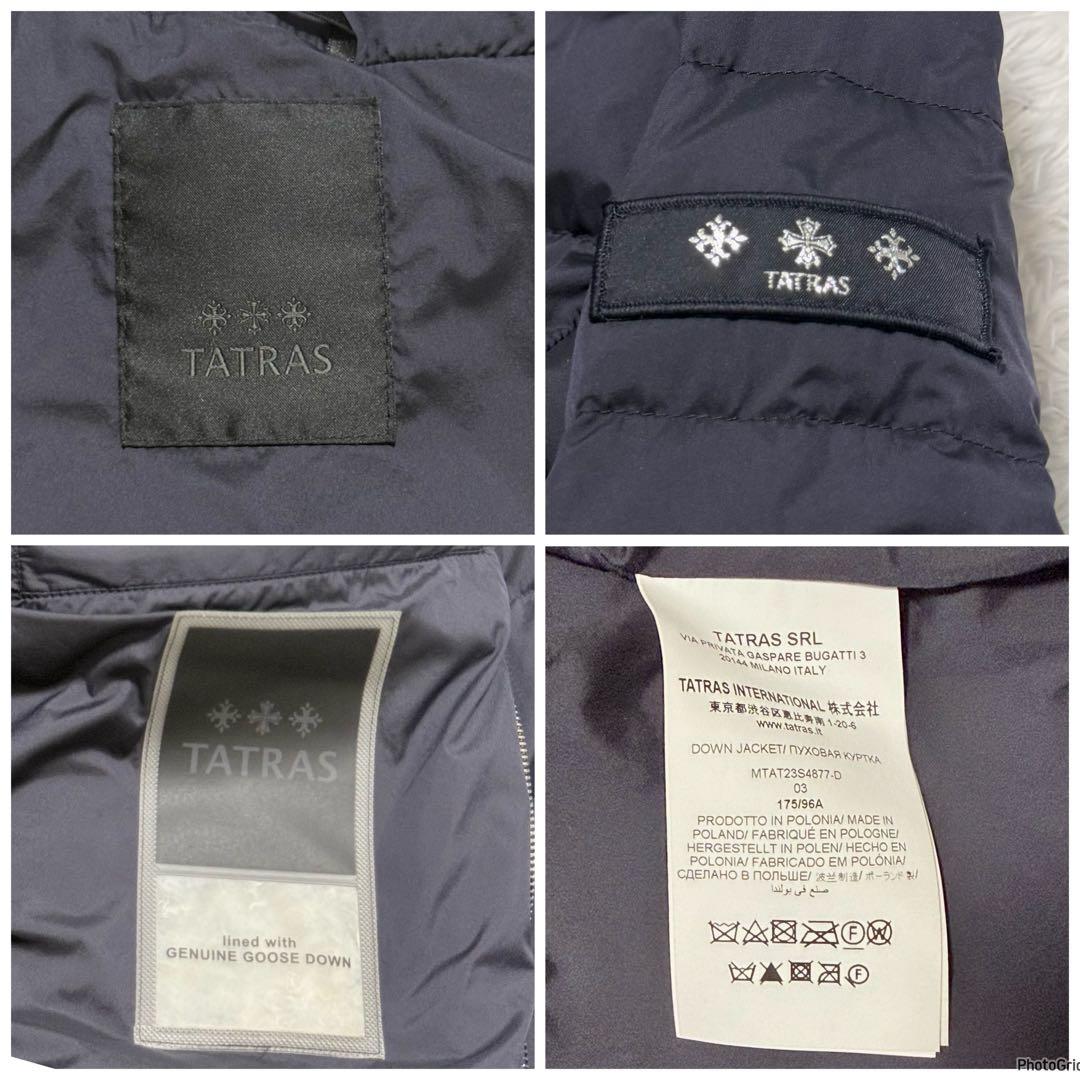 TATRAS
TATRAS
TATRAS
lined with
GENUINE GOOSE DOWN
TATRAS SRL
VIA PRIVATA GASPARE BUGATTI 3
20144 MILANO ITALY
TATRAS INTERNATIONAL 株式会社
東京都渋谷区恵比寿南1-20-6
www.tatras.it
DOWN JACKET/ ПУХОВАЯ КУРТКА
MTAT23S4877-D
03
175/96A
PRODOTTO IN POLONIA/ MADE IN
POLAND/ FABRIQUÉ EN POLOGNE/
HERGESTELLT IN POLEN/ HECHO EN
POLONIA/ FABRICADO EM POLÓNIA/
СДЕЛАНО В ПОЛЬШЕ/ 波兰制造/ ポーランド製/
صنع في بولندا
F W
F
PhotoGrid